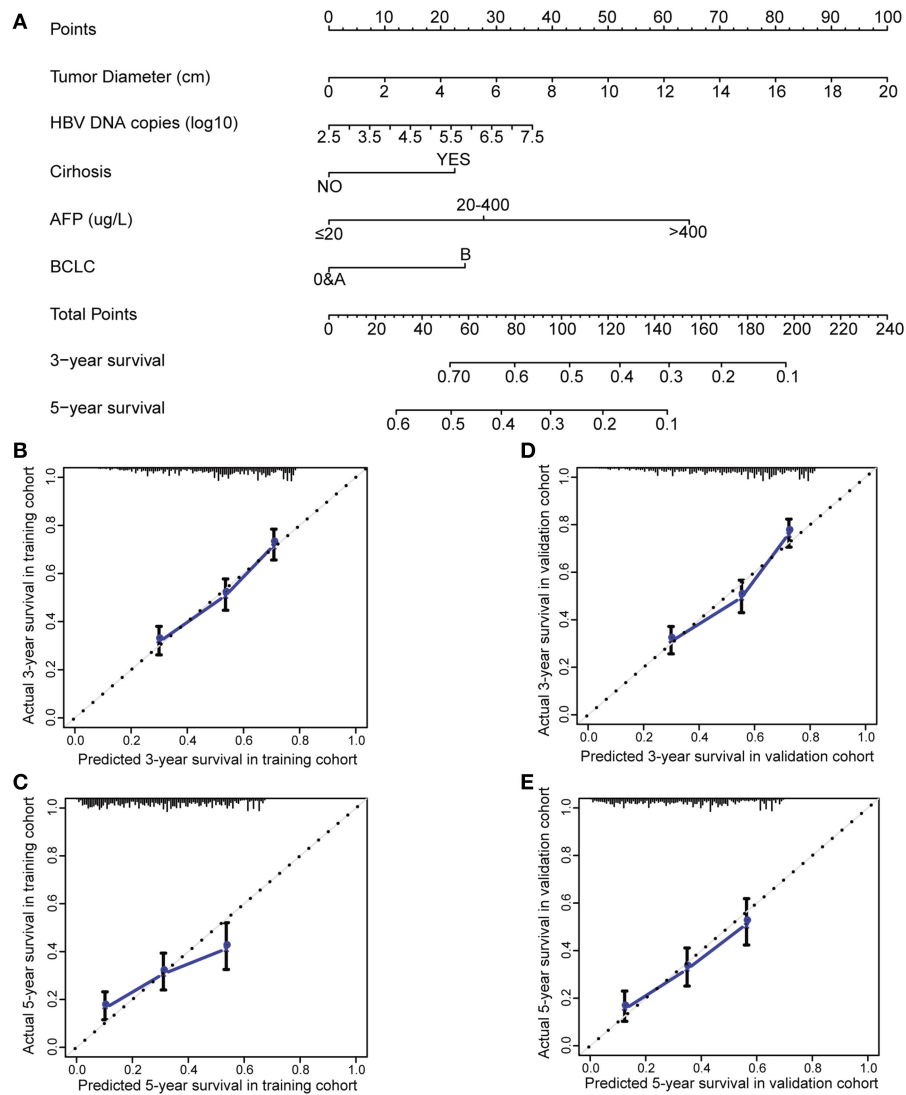 A
Points
0 10 20 30 40 50 60 70 80 90 100
Tumor Diameter (cm)
0 2 4 6 8 10 12 14 16 18 20
HBV DNA copies (log10)
2.5 3.5 4.5 5.5 6.5 7.5
YES
Cirhosis
NO
20-400
AFP (ug/L)
≤20 >400
B
BCLC
0&A
Total Points
0 20 40 60 80 100 120 140 160 180 200 220 240
3−year survival
0.70 0.6 0.5 0.4 0.3 0.2 0.1
5−year survival
0.6 0.5 0.4 0.3 0.2 0.1
B
Actual 3-year survival in training cohort
1.0
0.8
0.6
0.4
0.2
0.0
0.0 0.2 0.4 0.6 0.8 1.0
Predicted 3-year survival in training cohort
D
Actual 3-year survival in validation cohort
1.0
0.8
0.6
0.4
0.2
0.0
0.0 0.2 0.4 0.6 0.8 1.0
Predicted 3-year survival in validation cohort
C
Actual 5-year survival in training cohort
1.0
0.8
0.6
0.4
0.2
0.0
0.0 0.2 0.4 0.6 0.8 1.0
Predicted 5-year survival in training cohort
E
Actual 5-year survival in validation cohort
1.0
0.8
0.6
0.4
0.2
0.0
0.0 0.2 0.4 0.6 0.8 1.0
Predicted 5-year survival in validation cohort